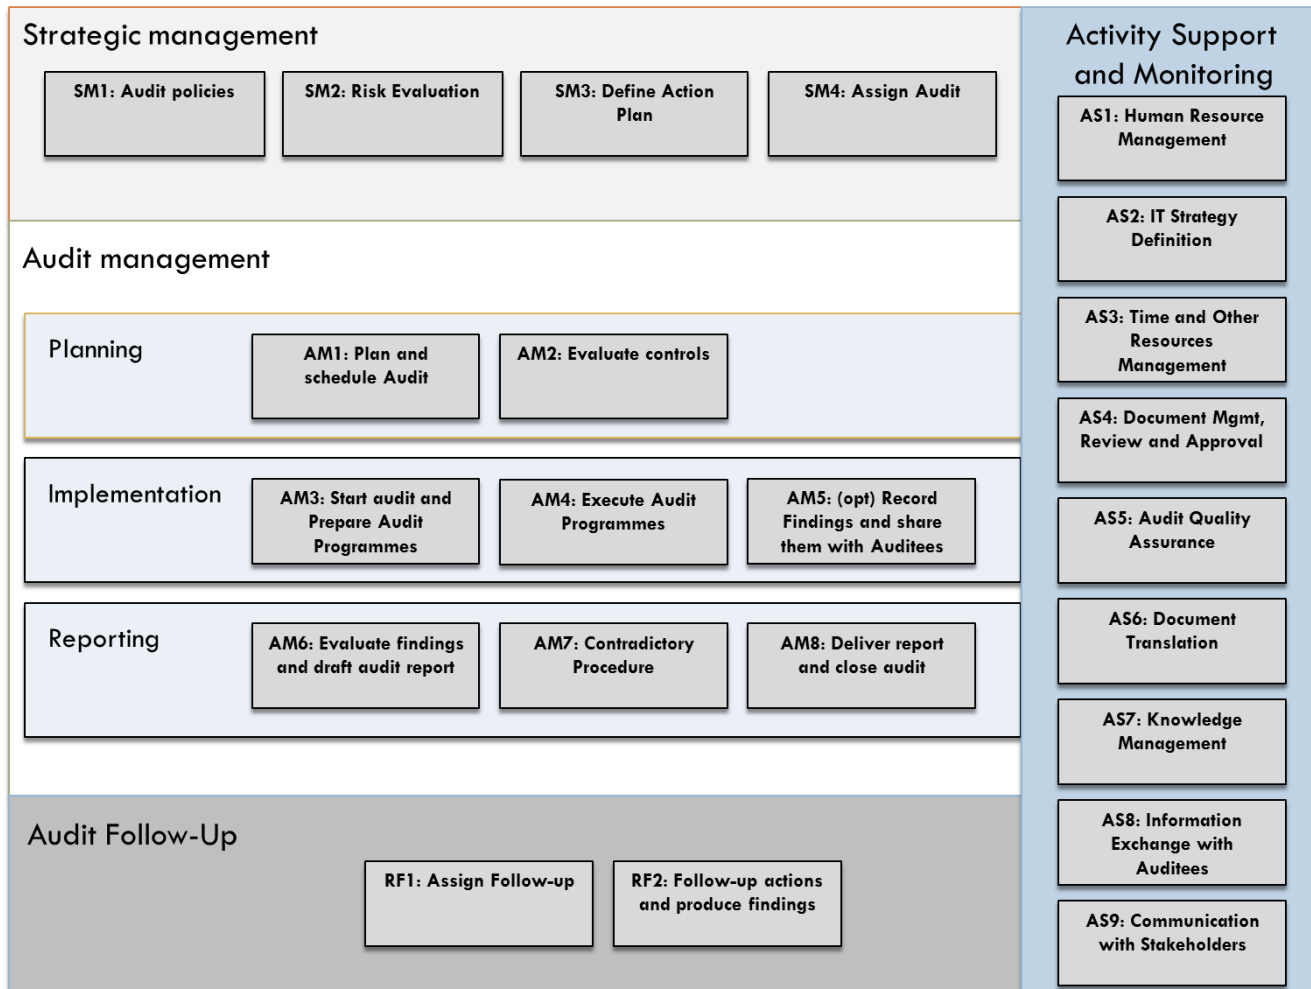 Strategic management
SM1: Audit policies
SM2: Risk Evaluation
SM3: Define Action
Plan
SM4: Assign Audit
Audit management
Planning
AM1: Plan and
schedule Audit
AM2: Evaluate controls
Implementation
AM3: Start audit and
Prepare Audit
Programmes
AM4: Execute Audit
Programmes
AM5: (opt) Record
Findings and share
them with Auditees
Reporting
AM6: Evaluate findings
and draft audit report
AM7: Contradictory
Procedure
AM8: Deliver report
and close audit
Audit Follow-Up
RF1: Assign Follow-up
RF2: Follow-up actions
and produce findings
Activity Support
and Monitoring
AS1: Human Resource
Management
AS2: IT Strategy
Definition
AS3: Time and Other
Resources
Management
AS4: Document Mgmt,
Review and Approval
AS5: Audit Quality
Assurance
AS6: Document
Translation
AS7: Knowledge
Management
AS8: Information
Exchange with
Auditees
AS9: Communication
with Stakeholders